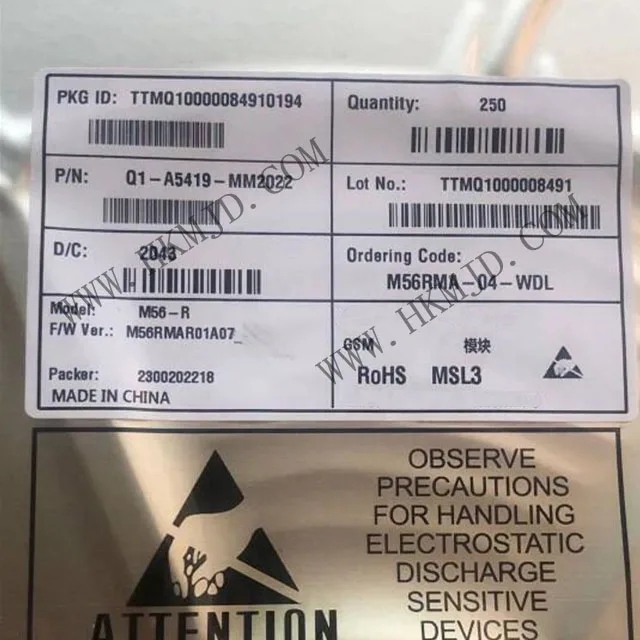 PKG ID: TTMQ10000084910194
Quantity: 250
P/N: Q1-A5419-MM2022
Lot No.: TTMQ1000008491
D/C: 2043
Ordering Code:
M56RMA-04-WDL
Model: M56-R
F/W Ver.: M56RMAR01A07_
GSM 模块
Packer: 2300202218
RoHS MSL3
MADE IN CHINA
WWW.HKMJD.COM
WWW.HKMJD.COM
OBSERVE
PRECAUTIONS
FOR HANDLING
ELECTROSTATIC
DISCHARGE
SENSITIVE
DEVICES
ATTENTION